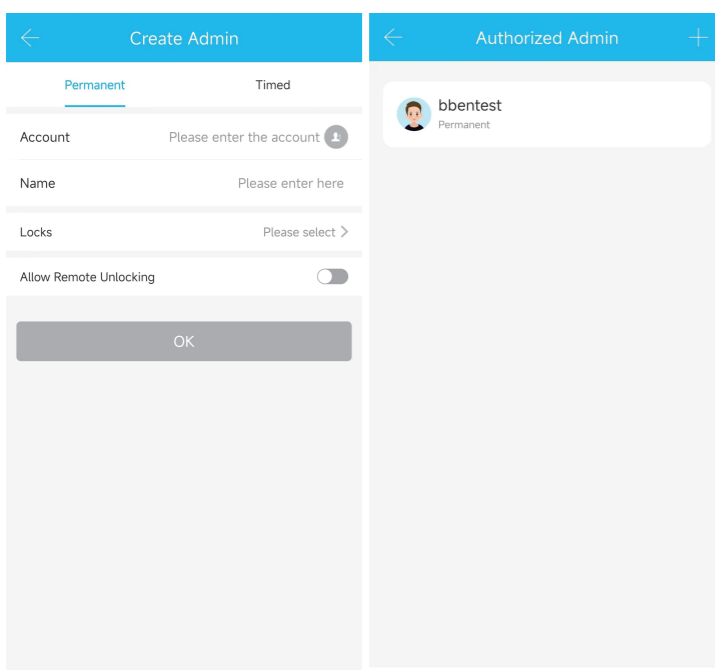 Create Admin
Permanent
Timed
Account
Please enter the account
Name
Please enter here
Locks
Please select
Allow Remote Unlocking
OK
Authorized Admin
bbentest
Permanent